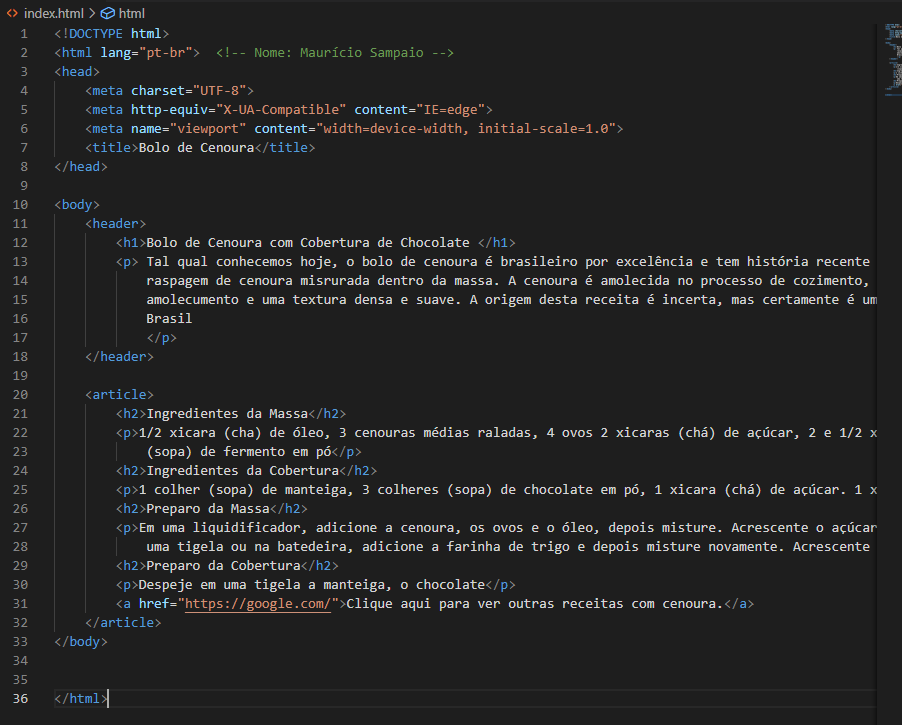 index.html > html
1 <!DOCTYPE html>
2 <html lang="pt-br"> <!-- Nome: Maurício Sampaio -->
3 <head>
4 <meta charset="UTF-8">
5 <meta http-equiv="X-UA-Compatible" content="IE=edge">
6 <meta name="viewport" content="width=device-width, initial-scale=1.0">
7 <title>Bolo de Cenoura</title>
8 </head>
9
10 <body>
11 <header>
12 <h1>Bolo de Cenoura com Cobertura de Chocolate </h1>
13 <p> Tal qual conhecemos hoje, o bolo de cenoura é brasileiro por excelência e tem história recente
14 raspagem de cenoura misrurada dentro da massa. A cenoura é amolecida no processo de cozimento,
15 amolecumento e uma textura densa e suave. A origem desta receita é incerta, mas certamente é um
16 Brasil
17 </p>
18 </header>
19
20 <article>
21 <h2>Ingredientes da Massa</h2>
22 <p>1/2 xicara (cha) de óleo, 3 cenouras médias raladas, 4 ovos 2 xicaras (chá) de açúcar, 2 e 1/2 x
23 (sopa) de fermento em pó</p>
24 <h2>Ingredientes da Cobertura</h2>
25 <p>1 colher (sopa) de manteiga, 3 colheres (sopa) de chocolate em pó, 1 xicara (chá) de açúcar. 1 x
26 <h2>Preparo da Massa</h2>
27 <p>Em uma liquidificador, adicione a cenoura, os ovos e o óleo, depois misture. Acrescente o açúcar
28 uma tigela ou na batedeira, adicione a farinha de trigo e depois misture novamente. Acrescente
29 <h2>Preparo da Cobertura</h2>
30 <p>Despeje em uma tigela a manteiga, o chocolate</p>
31 <a href="https://google.com/">Clique aqui para ver outras receitas com cenoura.</a>
32 </article>
33 </body>
34
35
36 </html>